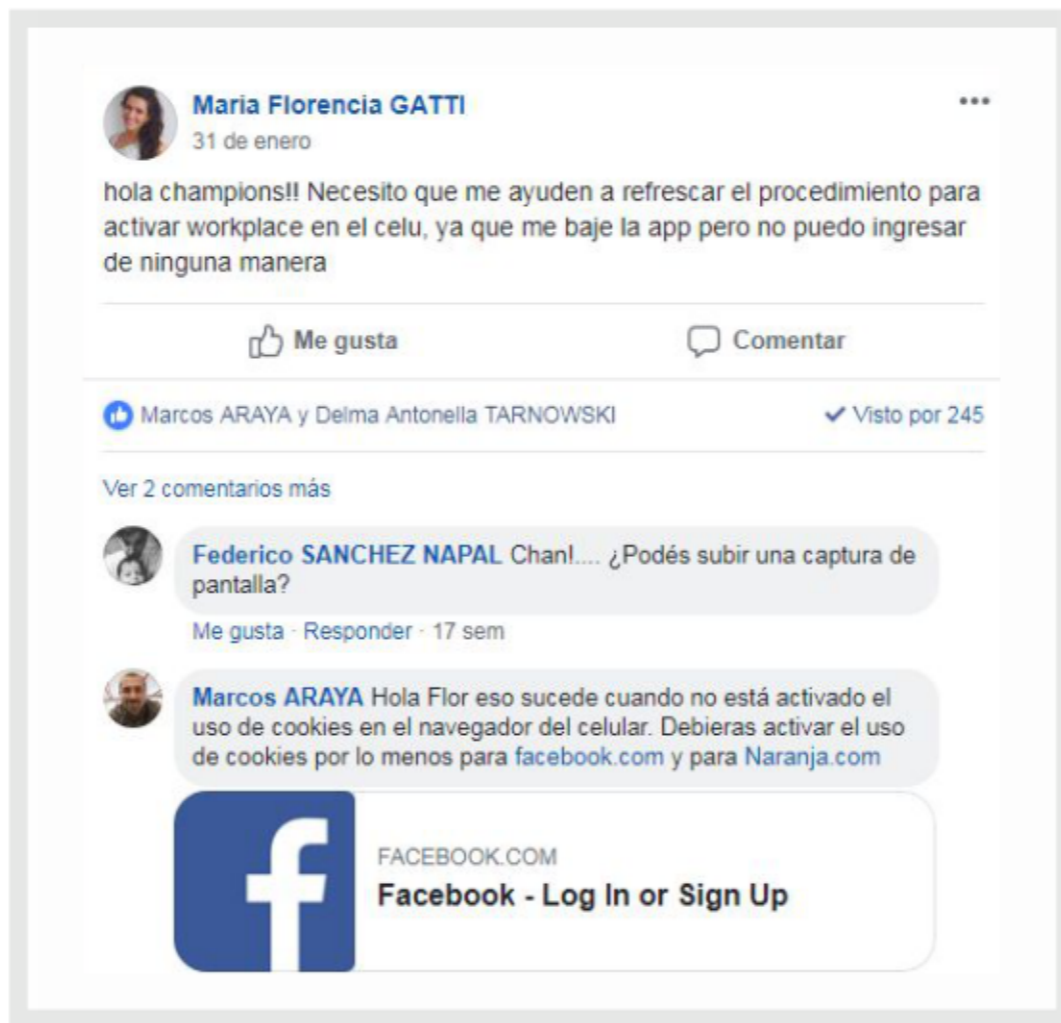 Maria Florencia GATTI
31 de enero
hola champions!! Necesito que me ayuden a refrescar el procedimiento para
activar workplace en el celu, ya que me baje la app pero no puedo ingresar
de ninguna manera
Me gusta
Comentar
Marcos ARAYA y Delma Antonella TARNOWSKI
Visto por 245
Ver 2 comentarios más
Federico SANCHEZ NAPAL Chan!.... ¿Podés subir una captura de
pantalla?
Me gusta · Responder · 17 sem
Marcos ARAYA Hola Flor eso sucede cuando no está activado el
uso de cookies en el navegador del celular. Debieras activar el uso
de cookies por lo menos para facebook.com y para Naranja.com
FACEBOOK.COM
Facebook - Log In or Sign Up